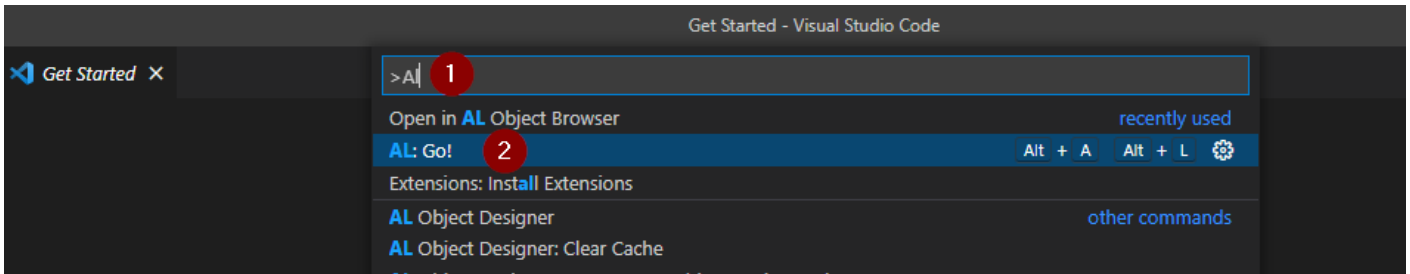 Get Started - Visual Studio Code
Get Started
>Al 1
Open in AL Object Browser recently used
AL: Go! 2 Alt + A Alt + L
Extensions: Install Extensions
AL Object Designer other commands
AL Object Designer: Clear Cache